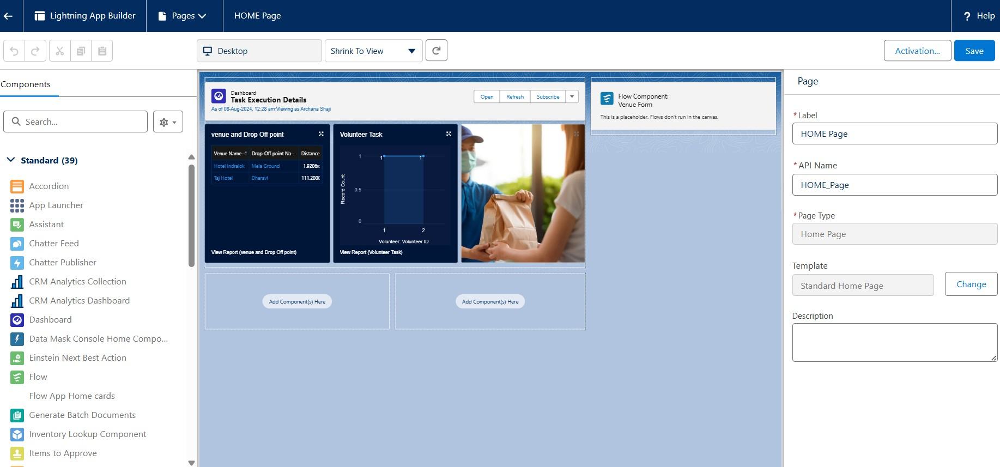 Lightning App Builder
Pages
HOME Page
? Help
Desktop
Shrink To View
Activation...
Save
Components
Search...
Standard (39)
Accordion
App Launcher
Assistant
Chatter Feed
Chatter Publisher
CRM Analytics Collection
CRM Analytics Dashboard
Dashboard
Data Mask Console Home Compo...
Einstein Next Best Action
Flow
Flow App Home cards
Generate Batch Documents
Inventory Lookup Component
Items to Approve
Dashboard
Task Execution Details
As of 08-Aug-2024, 12:28 am·Viewing as Archana Shaji
Open
Refresh
Subscribe
venue and Drop Off point
Venue Name--↑ Drop-Off point Na-- Distance
Hotel Indralok Mela Ground 1.9206к
Taj Hotel Dharavi 111.200(
View Report (venue and Drop Off point)
Volunteer Task
Record Count
1
0.5
0
1 1
1 2
Volunteer: Volunteer ID
View Report (Volunteer Task)
Add Component(s) Here
Add Component(s) Here
Flow Component:
Venue Form
This is a placeholder. Flows don't run in the canvas.
Page
*Label
HOME Page
*API Name
HOME_Page
*Page Type
Home Page
Template
Standard Home Page
Change
Description